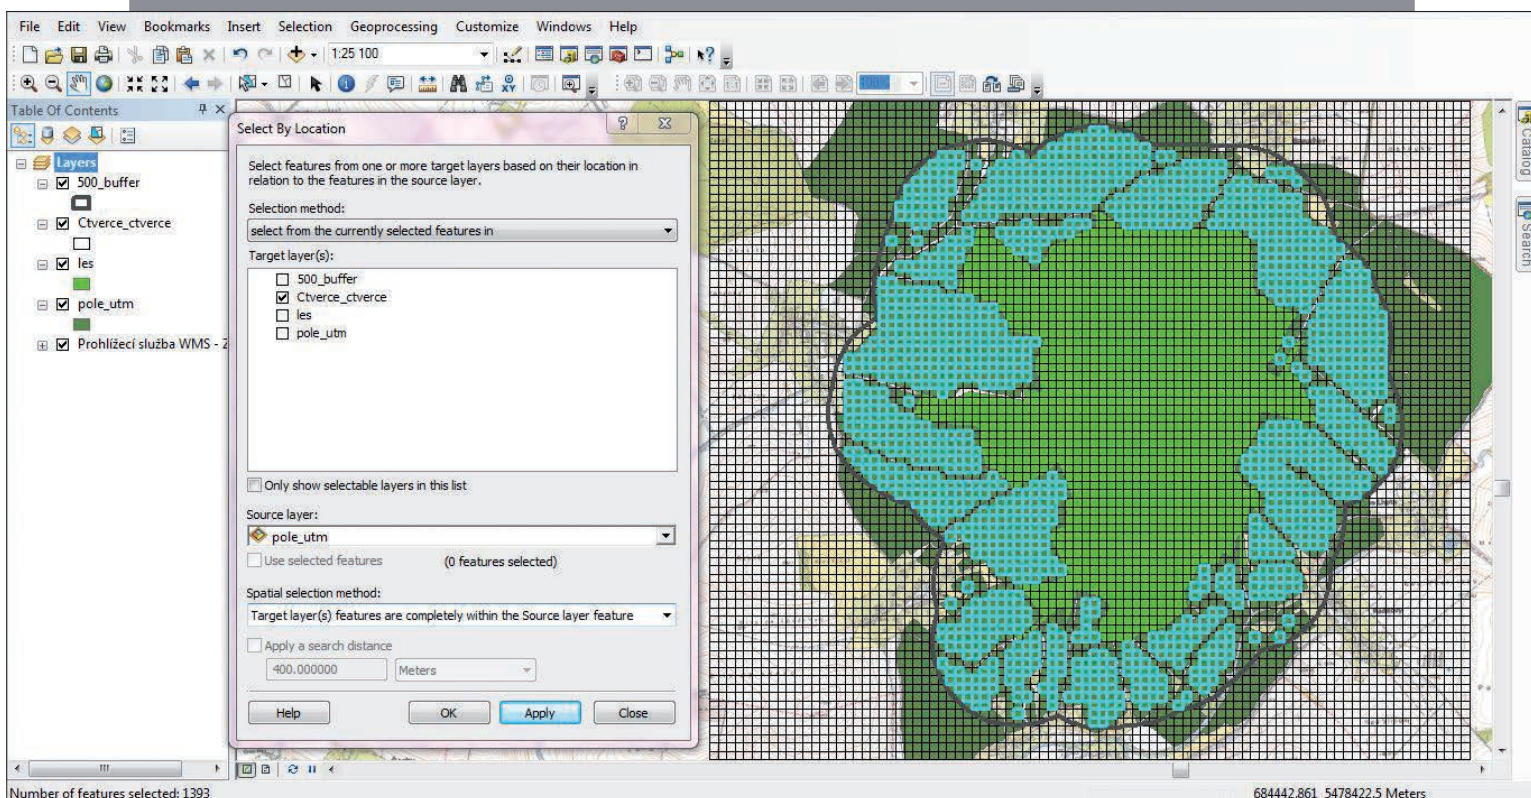 File Edit View Bookmarks Insert Selection Geoprocessing Customize Windows Help
1:25 100
100%
Table Of Contents
Layers
500_buffer
Ctverce_ctverce
les
pole_utm
Prohlížecí služba WMS - Z
Select By Location
Select features from one or more target layers based on their location in
relation to the features in the source layer.
Selection method:
select from the currently selected features in
Target layer(s):
500_buffer
Ctverce_ctverce
les
pole_utm
Only show selectable layers in this list
Source layer:
pole_utm
Use selected features (0 features selected)
Spatial selection method:
Target layer(s) features are completely within the Source layer feature
Apply a search distance
400.000000 Meters
Help OK Apply Close
Catalog
Search
Number of features selected: 1393
684442,861 5478422,5 Meters